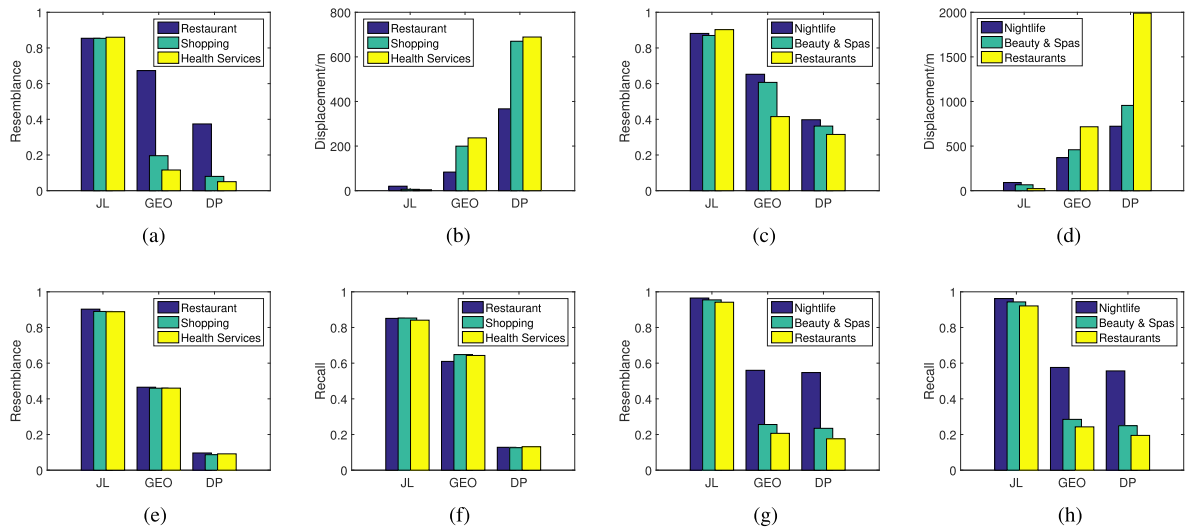 1
0.8
0.6
0.4
0.2
0
Resemblance
JL GEO DP
Restaurant
Shopping
Health Services
(a)
800
600
400
200
0
Displacement/m
JL GEO DP
Restaurant
Shopping
Health Services
(b)
1
0.8
0.6
0.4
0.2
0
Resemblance
JL GEO DP
Nightlife
Beauty & Spas
Restaurants
(c)
2000
1500
1000
500
0
Displacement/m
JL GEO DP
Nightlife
Beauty & Spas
Restaurants
(d)
1
0.8
0.6
0.4
0.2
0
Resemblance
JL GEO DP
Restaurant
Shopping
Health Services
(e)
1
0.8
0.6
0.4
0.2
0
Recall
JL GEO DP
Restaurant
Shopping
Health Services
(f)
1
0.8
0.6
0.4
0.2
0
Resemblance
JL GEO DP
Nightlife
Beauty & Spas
Restaurants
(g)
1
0.8
0.6
0.4
0.2
0
Recall
JL GEO DP
Nightlife
Beauty & Spas
Restaurants
(h)